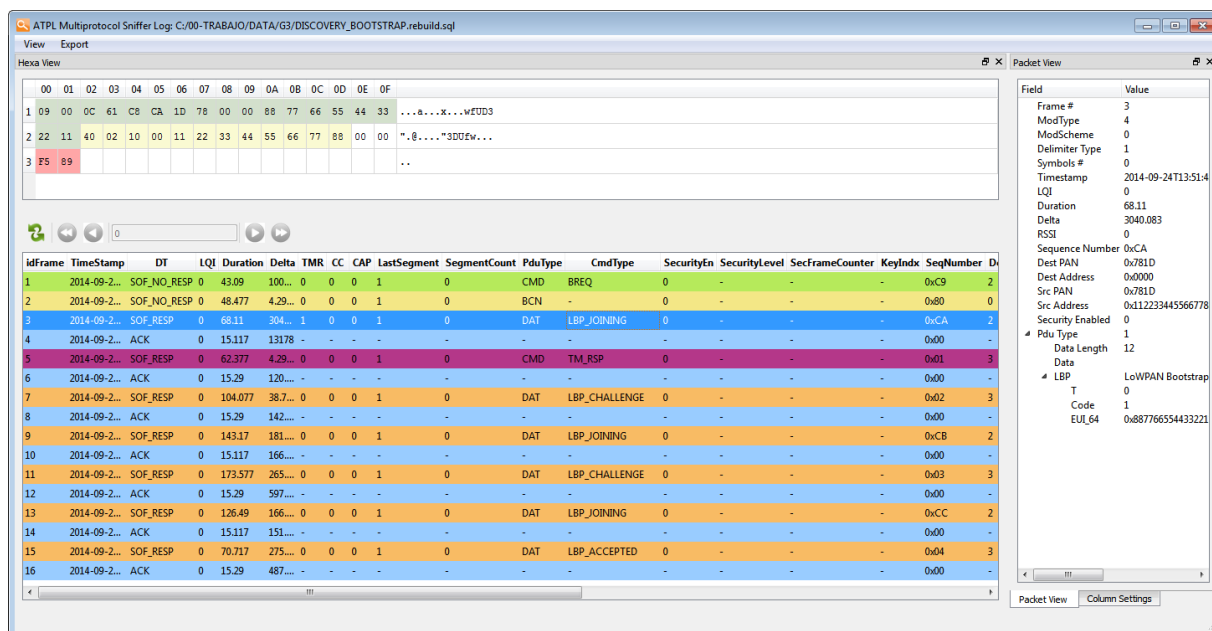 ATPL Multiprotocol Sniffer Log: C:/00-TRABAJO/DATA/G3/DISCOVERY_BOOTSTRAP.rebuild.sql
View Export
Hexa View
00 01 02 03 04 05 06 07 08 09 0A 0B 0C 0D 0E 0F
1 09 00 0C 61 C8 CA 1D 78 00 00 88 77 66 55 44 33 ...a...x...wfUD3
2 22 11 40 02 10 00 11 22 33 44 55 66 77 88 00 00 ".@...."3DUfw...
3 F5 89 ..
0
idFrame TimeStamp DT LQI Duration Delta TMR CC CAP LastSegment SegmentCount PduType CmdType SecurityEn SecurityLevel SecFrameCounter KeyIndx SeqNumber De
1 2014-09-2... SOF_NO_RESP 0 43.09 100... 0 0 0 1 0 CMD BREQ 0 - - - 0xC9 2
2 2014-09-2... SOF_NO_RESP 0 48.477 4.29... 0 0 0 1 0 BCN - 0 - - - 0x80 0
3 2014-09-2... SOF_RESP 0 68.11 304... 1 0 0 1 0 DAT LBP_JOINING 0 - - - 0xCA 2
4 2014-09-2... ACK 0 15.117 13178 - - - - - - - - - - - 0x00 -
5 2014-09-2... SOF_RESP 0 62.377 4.29... 0 0 0 1 0 CMD TM_RSP 0 - - - 0x01 3
6 2014-09-2... ACK 0 15.29 120.... - - - - - - - - - - - 0x00 -
7 2014-09-2... SOF_RESP 0 104.077 38.7... 0 0 0 1 0 DAT LBP_CHALLENGE 0 - - - 0x02 3
8 2014-09-2... ACK 0 15.29 142.... - - - - - - - - - - - 0x00 -
9 2014-09-2... SOF_RESP 0 143.17 181.... 0 0 0 1 0 DAT LBP_JOINING 0 - - - 0xCB 2
10 2014-09-2... ACK 0 15.117 166.... - - - - - - - - - - - 0x00 -
11 2014-09-2... SOF_RESP 0 173.577 265.... 0 0 0 1 0 DAT LBP_CHALLENGE 0 - - - 0x03 3
12 2014-09-2... ACK 0 15.29 597.... - - - - - - - - - - - 0x00 -
13 2014-09-2... SOF_RESP 0 126.49 166.... 0 0 0 1 0 DAT LBP_JOINING 0 - - - 0xCC 2
14 2014-09-2... ACK 0 15.117 151.... - - - - - - - - - - - 0x00 -
15 2014-09-2... SOF_RESP 0 70.717 275.... 0 0 0 1 0 DAT LBP_ACCEPTED 0 - - - 0x04 3
16 2014-09-2... ACK 0 15.29 487.... - - - - - - - - - - - 0x00 -
Packet View
Field Value
Frame # 3
ModType 4
ModScheme 0
Delimiter Type 1
Symbols # 0
Timestamp 2014-09-24T13:51:4
LQI 0
Duration 68.11
Delta 3040.083
RSSI 0
Sequence Number 0xCA
Dest PAN 0x781D
Dest Address 0x0000
Src PAN 0x781D
Src Address 0x112233445566778
Security Enabled 0
Pdu Type 1
Data Length 12
Data
LBP LoWPAN Bootstrap
T 0
Code 1
EUI_64 0x887766554433221
Packet View Column Settings